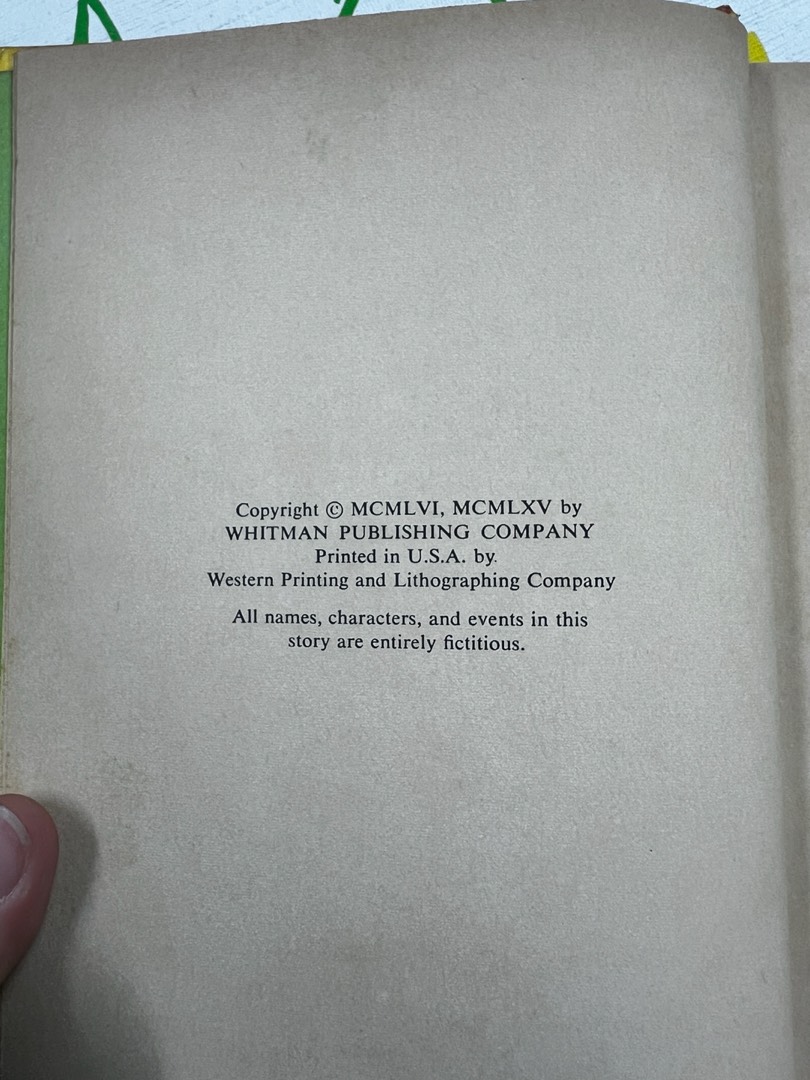 Copyright © MCMLVI, MCMLXV by
WHITMAN PUBLISHING COMPANY
Printed in U.S.A. by
Western Printing and Lithographing Company
All names, characters, and events in this
story are entirely fictitious.